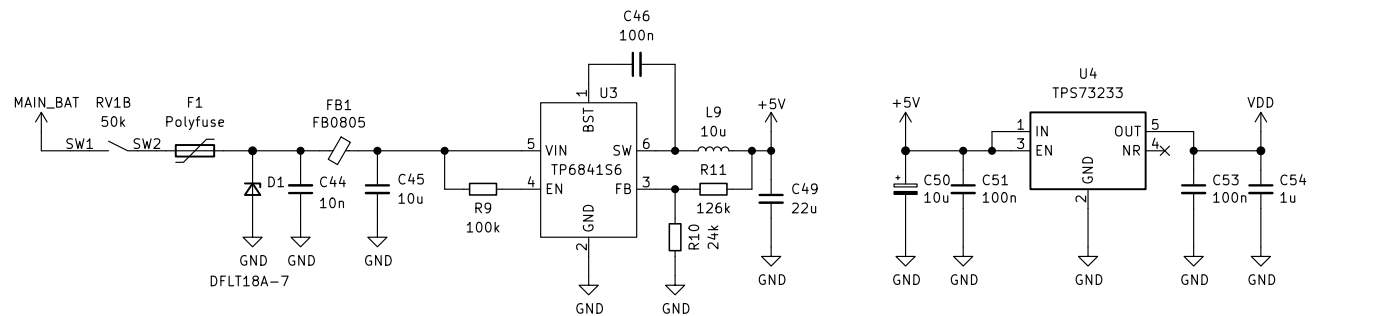 C46
100n
MAIN_BAT
RV1B
50k
SW1
SW2
F1
Polyfuse
FB1
FB0805
D1
C44
10n
C45
10u
GND
GND
GND
DFLT18A-7
R9
100k
U3
1
BST
5
VIN
SW
6
TP6841S6
4
EN
FB
3
GND
2
GND
L9
10u
R11
126k
R10
24k
GND
+5V
C49
22u
GND
+5V
+
C50
10u
C51
100n
GND
GND
U4
TPS73233
1
IN
OUT
5
3
EN
NR
4
GND
2
GND
VDD
C53
100n
C54
1u
GND
GND